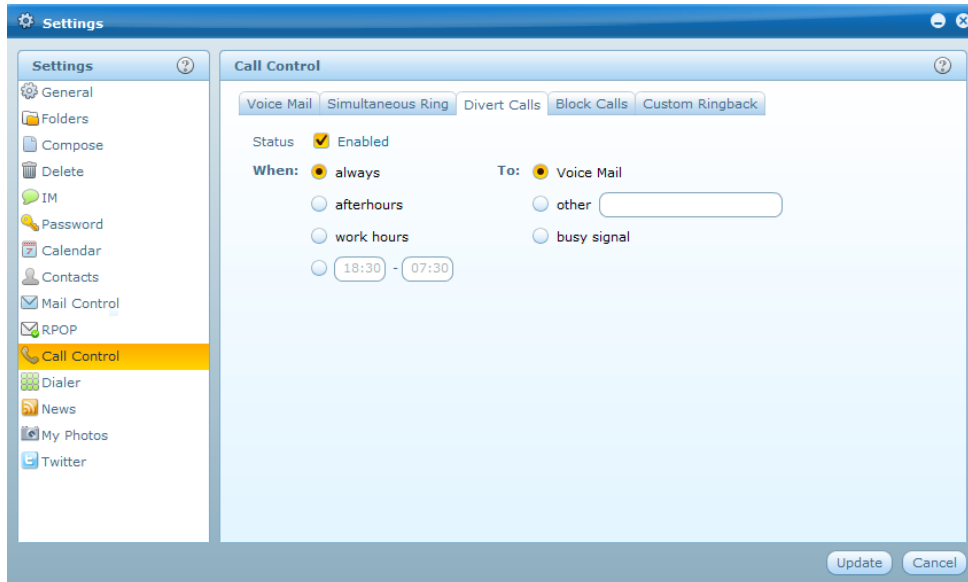 Settings
Settings ?
General
Folders
Compose
Delete
IM
Password
7 Calendar
Contacts
Mail Control
RPOP
Call Control
Dialer
News
My Photos
t Twitter
Call Control ?
Voice Mail Simultaneous Ring Divert Calls Block Calls Custom Ringback
Status Enabled
When: always To: Voice Mail
afterhours other
work hours busy signal
18:30 - 07:30
Update Cancel